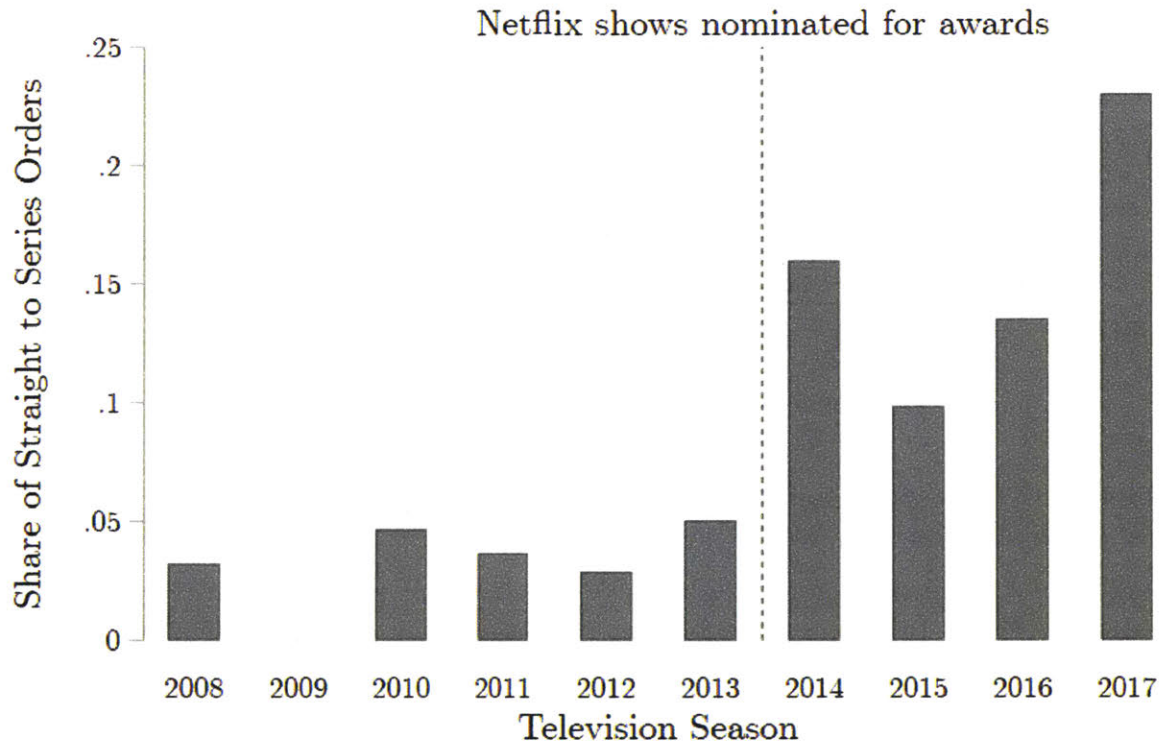 Netflix shows nominated for awards
.25
.2
.15
.1
.05
0
Share of Straight to Series Orders
2008 2009 2010 2011 2012 2013 2014 2015 2016 2017
Television Season